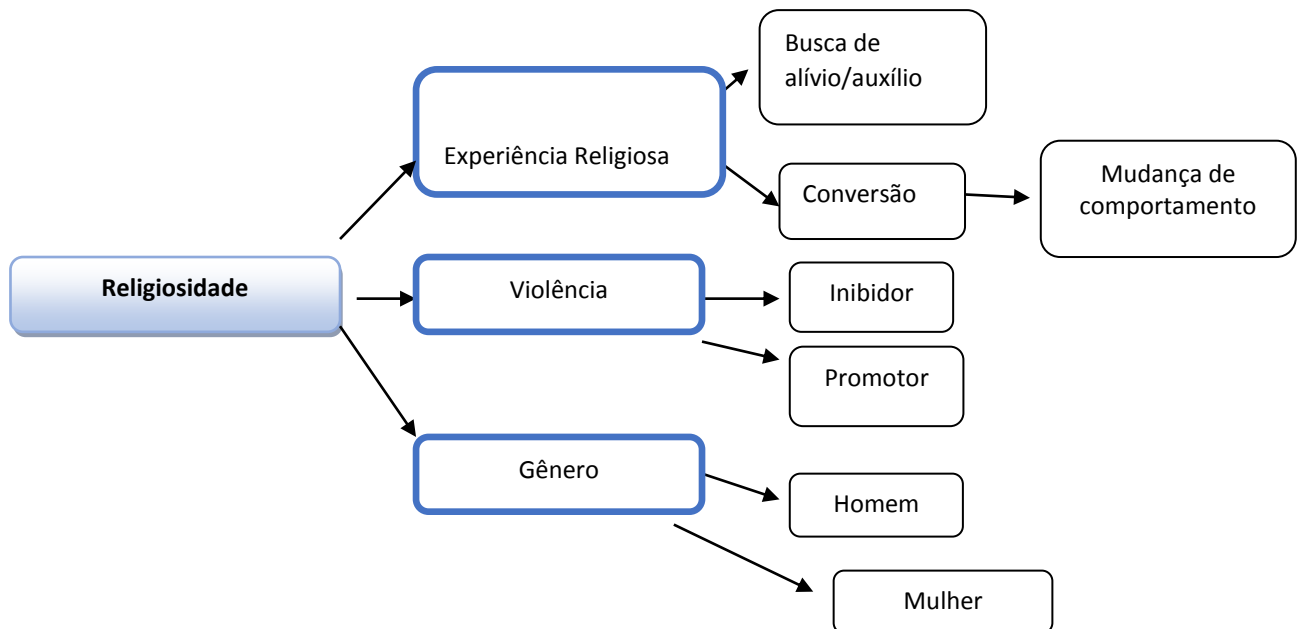 Busca de
alívio/auxílio
Experiência Religiosa
Conversão
Mudança de
comportamento
Religiosidade
Violência
Inibidor
Promotor
Gênero
Homem
Mulher